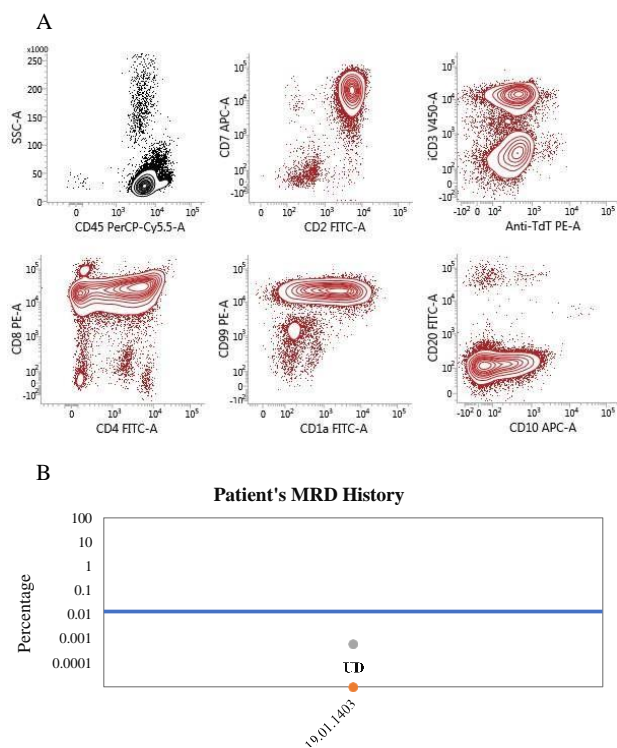 A
x1000
250
200
150
100
50
0
SSC-A
0 10³ 10⁴ 10⁵
CD45 PerCP-Cy5.5-A
10⁵
10⁴
10³
10²
0
-10²
CD7 APC-A
0 10² 10³ 10⁴ 10⁵
CD2 FITC-A
10⁵
10⁴
10³
10²
0
-10²
iCD3 V450-A
-10² 0 10² 10³ 10⁴ 10⁵
Anti-TdT PE-A
10⁵
10⁴
10³
10²
0
-10²
CD8 PE-A
0 10³ 10⁴ 10⁵
CD4 FITC-A
10⁵
10⁴
10³
10²
0
CD99 PE-A
0 10² 10³ 10⁴ 10⁵
CD1a FITC-A
10⁵
10⁴
10³
10²
0
-10²
CD20 FITC-A
-10² 0 10² 10³ 10⁴ 10⁵
CD10 APC-A
B
Patient's MRD History
Percentage
100
10
1
0.1
0.01
0.001
0.0001
UD
19.01.1403